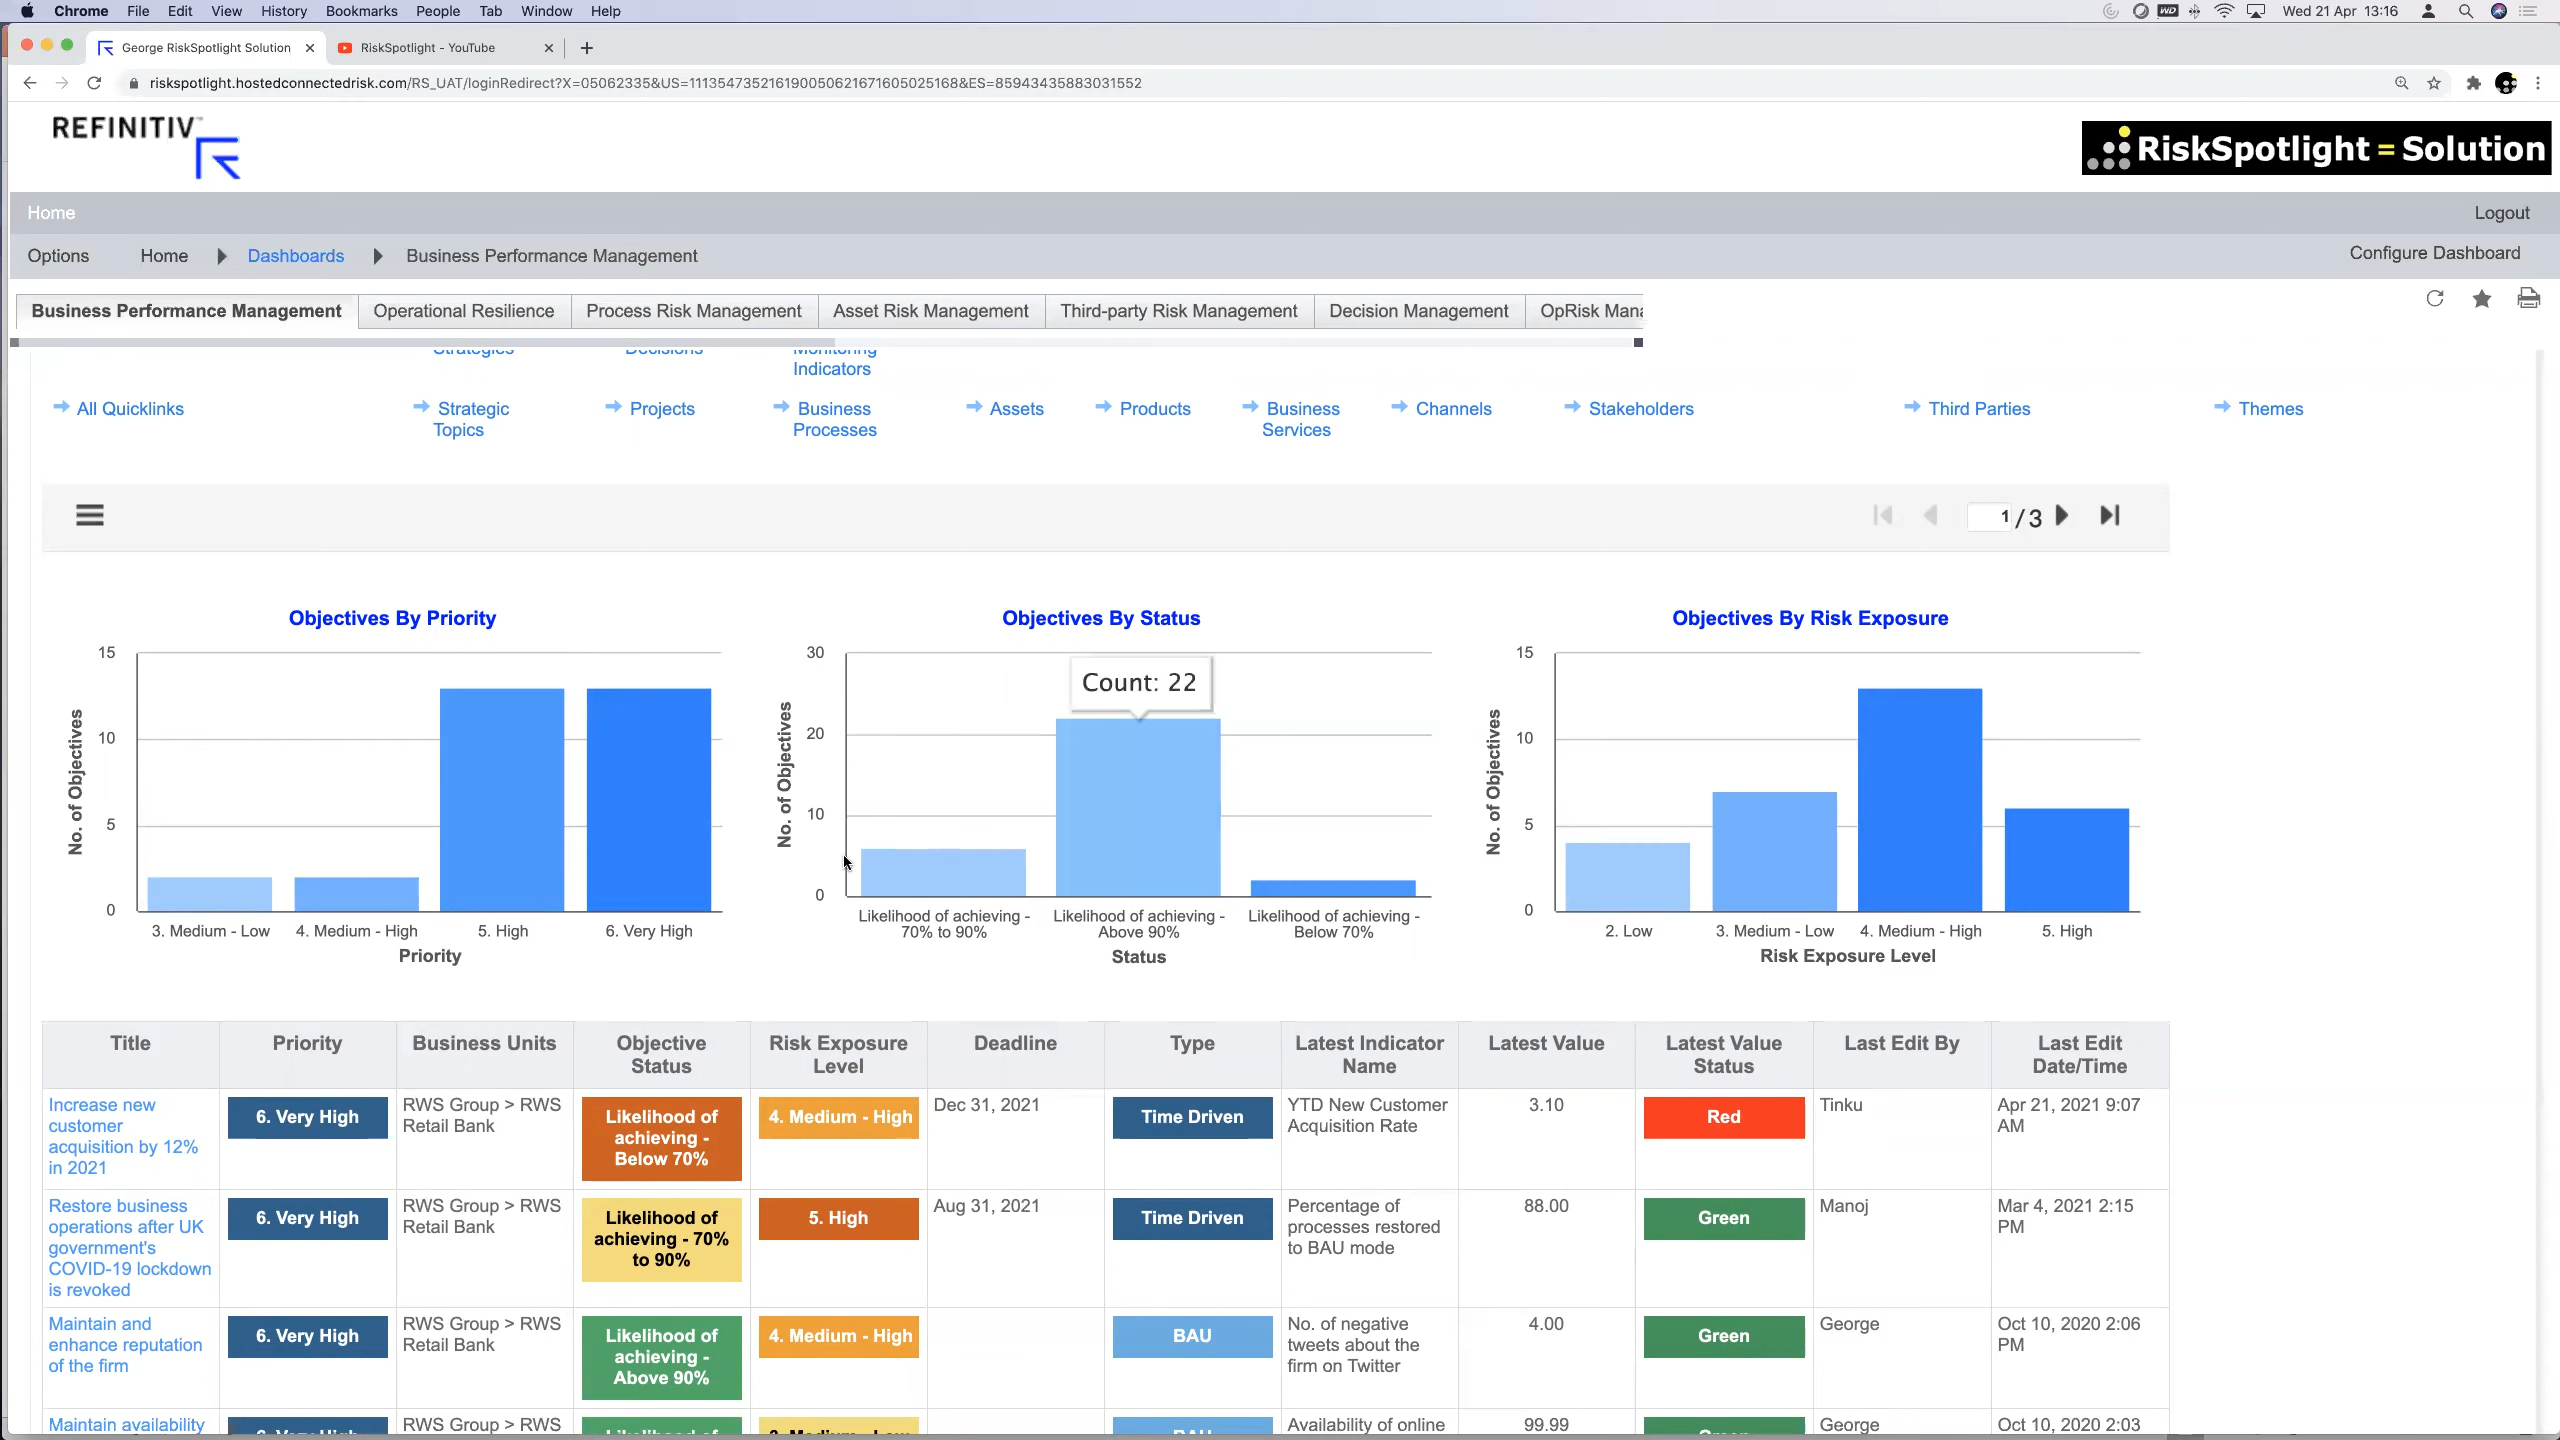 Chrome File Edit View History Bookmarks People Tab Window Help
WD Wed 21 Apr 13:16
George RiskSpotlight Solution
RiskSpotlight - YouTube
riskspotlight.hostedconnectedrisk.com/RS_UAT/loginRedirect?X=05062335&US=11135473521619005062167160502516&ES=85943435883031552
REFINITIV
RiskSpotlight = Solution
Home
Logout
Options Home Dashboards Business Performance Management
Configure Dashboard
Business Performance Management Operational Resilience Process Risk Management Asset Risk Management Third-party Risk Management Decision Management OpRisk Mana
Strategies Decisions Monitoring
Indicators
All Quicklinks Strategic Projects Business Assets Products Business Channels Stakeholders Third Parties Themes
Topics Processes Services
1 / 3
Objectives By Priority
15
10
5
0
No. of Objectives
3. Medium - Low 4. Medium - High 5. High 6. Very High
Priority
Objectives By Status
30
20
10
0
No. of Objectives
Count: 22
Likelihood of achieving - Likelihood of achieving - Likelihood of achieving -
70% to 90% Above 90% Below 70%
Status
Objectives By Risk Exposure
15
10
5
0
No. of Objectives
2. Low 3. Medium - Low 4. Medium - High 5. High
Risk Exposure Level
Title Priority Business Units Objective Risk Exposure Deadline Type Latest Indicator Latest Value Latest Value Last Edit By Last Edit
Status Level Name Status Date/Time
Increase new 6. Very High RWS Group > RWS Likelihood of 4. Medium - High Dec 31, 2021 Time Driven YTD New Customer 3.10 Red Tinku Apr 21, 2021 9:07
customer Retail Bank achieving - Acquisition Rate AM
acquisition by 12% Below 70%
in 2021
Restore business 6. Very High RWS Group > RWS Likelihood of 5. High Aug 31, 2021 Time Driven Percentage of 88.00 Green Manoj Mar 4, 2021 2:15
operations after UK Retail Bank achieving - 70% processes restored PM
government's to 90% to BAU mode
COVID-19 lockdown
is revoked
Maintain and 6. Very High RWS Group > RWS Likelihood of 4. Medium - High BAU No. of negative 4.00 Green George Oct 10, 2020 2:06
enhance reputation Retail Bank achieving - tweets about the PM
of the firm Above 90% firm on Twitter
Maintain availability RWS Group > RWS Availability of online 99.99 George Oct 10, 2020 2:03